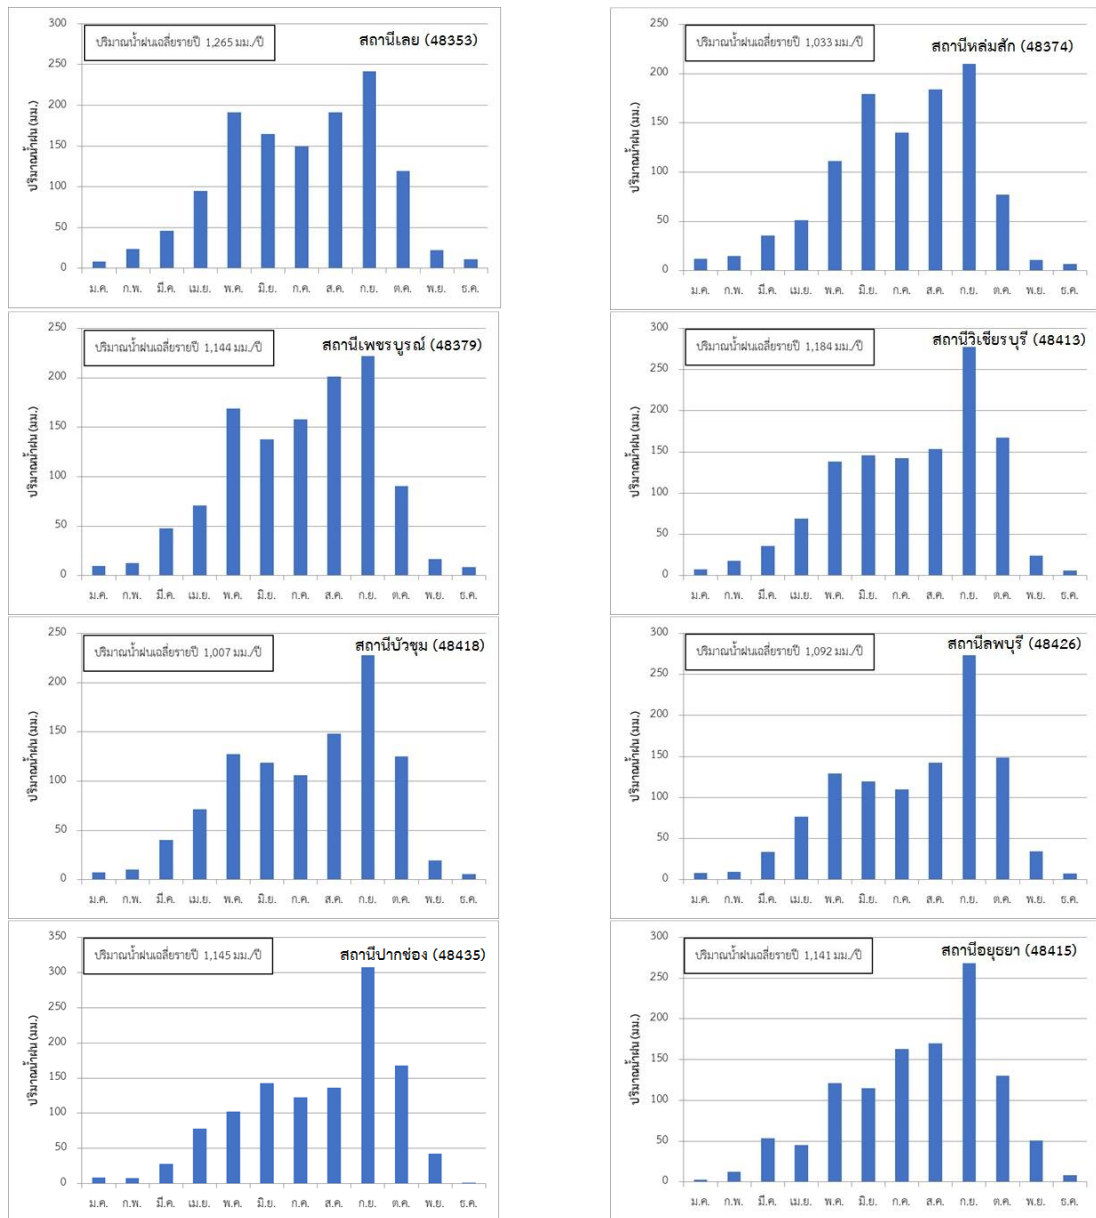 สถานีเลย (48353)
ปริมาณน้ำฝนเฉลี่ยรายปี 1,265 มม./ปี
ปริมาณน้ำฝน (มม.)
300
250
200
150
100
50
0
ม.ค. ก.พ. มี.ค. เม.ย. พ.ค. มิ.ย. ก.ค. ส.ค. ก.ย. ต.ค. พ.ย. ธ.ค.
สถานีหล่มสัก (48374)
ปริมาณน้ำฝนเฉลี่ยรายปี 1,033 มม./ปี
ปริมาณน้ำฝน (มม.)
250
200
150
100
50
0
ม.ค. ก.พ. มี.ค. เม.ย. พ.ค. มิ.ย. ก.ค. ส.ค. ก.ย. ต.ค. พ.ย. ธ.ค.
สถานีเพชรบูรณ์ (48379)
ปริมาณน้ำฝนเฉลี่ยรายปี 1,144 มม./ปี
ปริมาณน้ำฝน (มม.)
250
200
150
100
50
0
ม.ค. ก.พ. มี.ค. เม.ย. พ.ค. มิ.ย. ก.ค. ส.ค. ก.ย. ต.ค. พ.ย. ธ.ค.
สถานีวิเชียรบุรี (48413)
ปริมาณน้ำฝนเฉลี่ยรายปี 1,184 มม./ปี
ปริมาณน้ำฝน (มม.)
300
250
200
150
100
50
0
ม.ค. ก.พ. มี.ค. เม.ย. พ.ค. มิ.ย. ก.ค. ส.ค. ก.ย. ต.ค. พ.ย. ธ.ค.
สถานีบัวชุม (48418)
ปริมาณน้ำฝนเฉลี่ยรายปี 1,007 มม./ปี
ปริมาณน้ำฝน (มม.)
250
200
150
100
50
0
ม.ค. ก.พ. มี.ค. เม.ย. พ.ค. มิ.ย. ก.ค. ส.ค. ก.ย. ต.ค. พ.ย. ธ.ค.
สถานีลพบุรี (48426)
ปริมาณน้ำฝนเฉลี่ยรายปี 1,092 มม./ปี
ปริมาณน้ำฝน (มม.)
300
250
200
150
100
50
0
ม.ค. ก.พ. มี.ค. เม.ย. พ.ค. มิ.ย. ก.ค. ส.ค. ก.ย. ต.ค. พ.ย. ธ.ค.
สถานีปากช่อง (48435)
ปริมาณน้ำฝนเฉลี่ยรายปี 1,145 มม./ปี
ปริมาณน้ำฝน (มม.)
350
300
250
200
150
100
50
0
ม.ค. ก.พ. มี.ค. เม.ย. พ.ค. มิ.ย. ก.ค. ส.ค. ก.ย. ต.ค. พ.ย. ธ.ค.
สถานีอยุธยา (48415)
ปริมาณน้ำฝนเฉลี่ยรายปี 1,141 มม./ปี
ปริมาณน้ำฝน (มม.)
300
250
200
150
100
50
0
ม.ค. ก.พ. มี.ค. เม.ย. พ.ค. มิ.ย. ก.ค. ส.ค. ก.ย. ต.ค. พ.ย. ธ.ค.